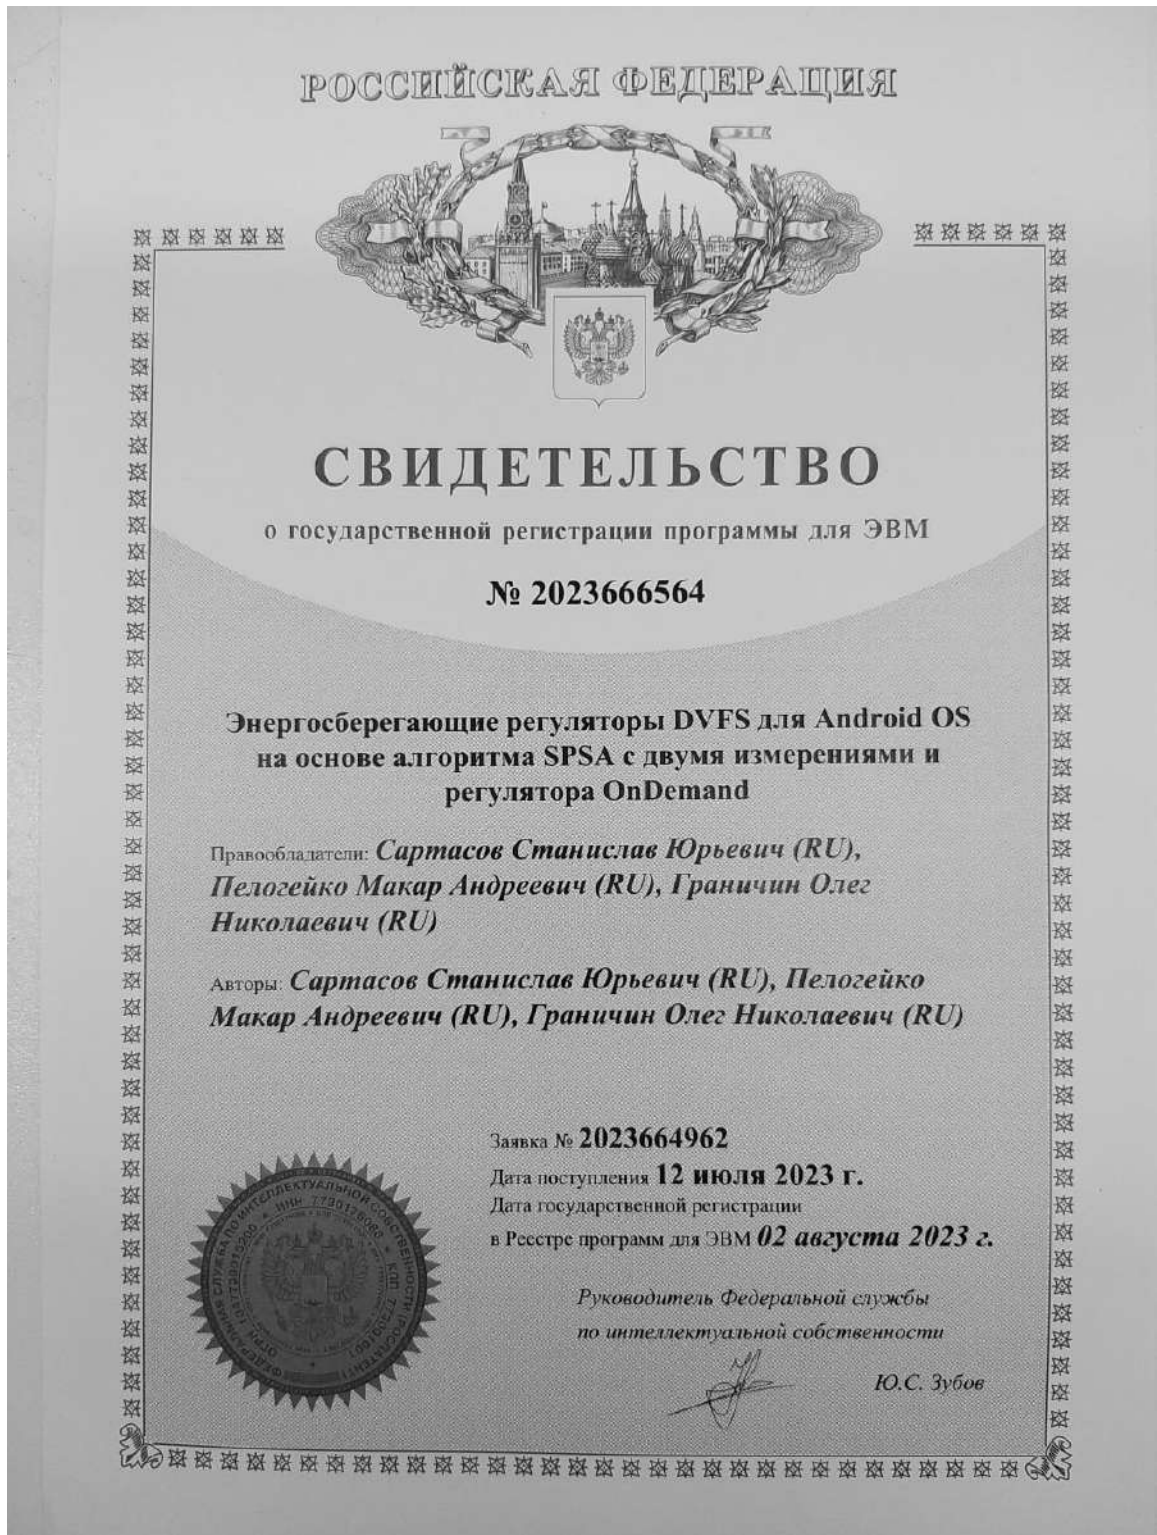 РОССИЙСКАЯ ФЕДЕРАЦИЯ
СВИДЕТЕЛЬСТВО
о государственной регистрации программы для ЭВМ
№ 2023666564
Энергосберегающие регуляторы DVFS для Android OS
на основе алгоритма SPSA с двумя измерениями и
регулятора OnDemand
Правообладатели: Сартасов Станислав Юрьевич (RU),
Пелогейко Макар Андреевич (RU), Граничин Олег
Николаевич (RU)
Авторы: Сартасов Станислав Юрьевич (RU), Пелогейко
Макар Андреевич (RU), Граничин Олег Николаевич (RU)
Заявка № 2023664962
Дата поступления 12 июля 2023 г.
Дата государственной регистрации
в Реестре программ для ЭВМ 02 августа 2023 г.
Руководитель Федеральной службы
по интеллектуальной собственности
Ю.С. Зубов